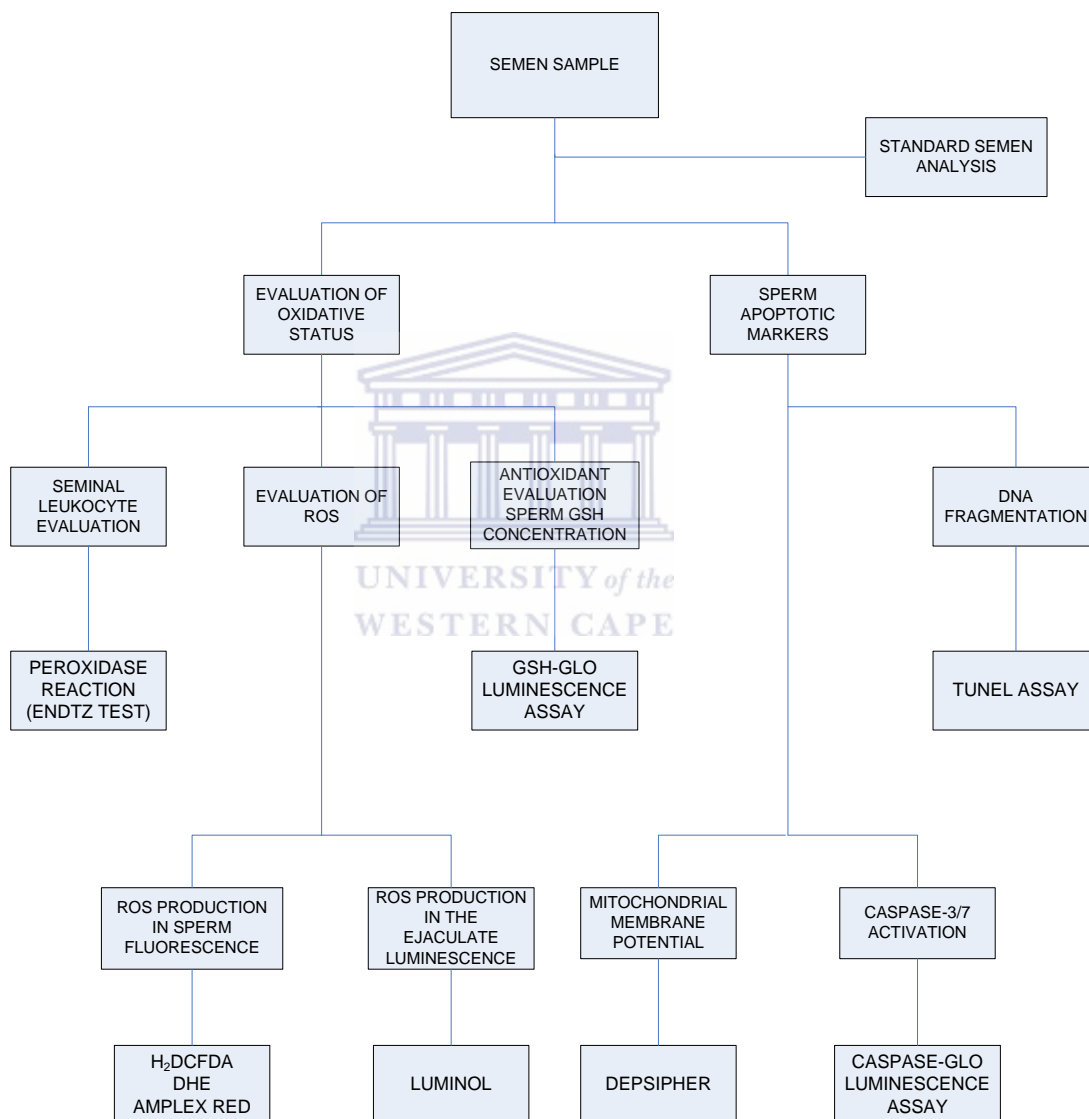 SEMEN SAMPLE
STANDARD SEMEN
ANALYSIS
EVALUATION OF
OXIDATIVE
STATUS
SPERM
APOPTOTIC
MARKERS
SEMINAL
LEUKOCYTE
EVALUATION
EVALUATION OF
ROS
ANTIOXIDANT
EVALUATION
SPERM GSH
CONCENTRATION
DNA
FRAGMENTATION
UNIVERSITY of the
WESTERN CAPE
PEROXIDASE
REACTION
(ENDTZ TEST)
GSH-GLO
LUMINESCENCE
ASSAY
TUNEL ASSAY
ROS PRODUCTION
IN SPERM
FLUORESCENCE
ROS PRODUCTION
IN THE
EJACULATE
LUMINESCENCE
MITOCHONDRIAL
MEMBRANE
POTENTIAL
CASPASE-3/7
ACTIVATION
H₂DCFDA
DHE
AMPLEX RED
LUMINOL
DEPSIPHER
CASPASE-GLO
LUMINESCENCE
ASSAY